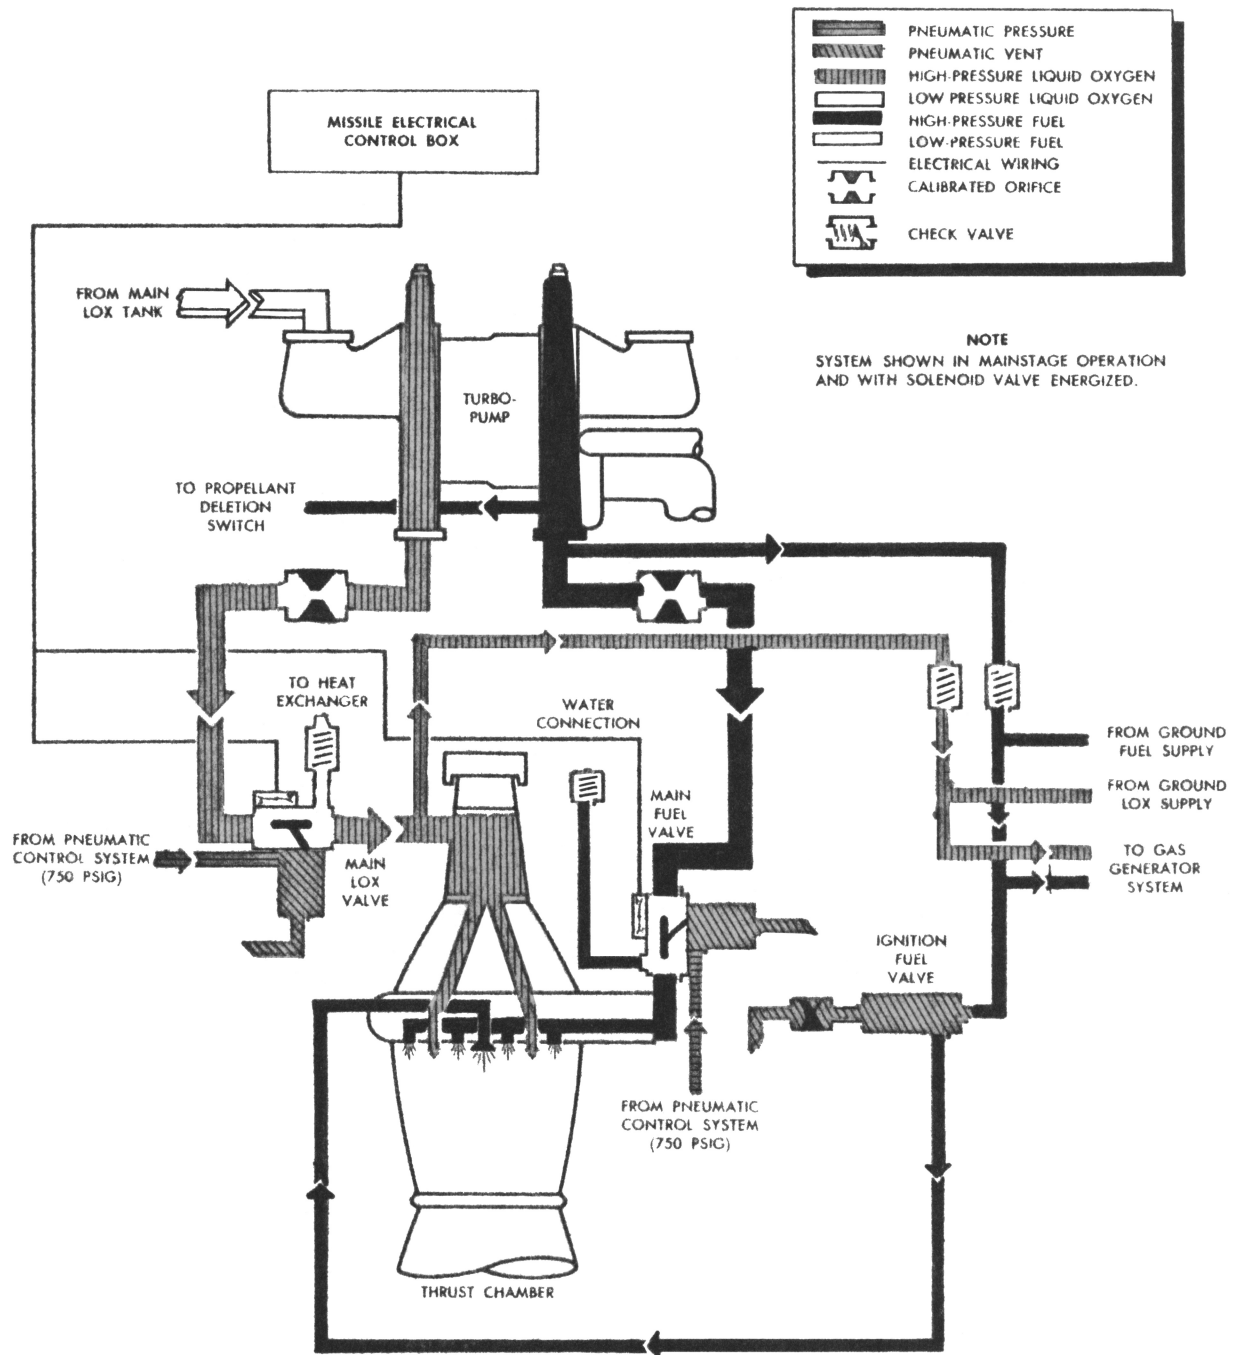 PNEUMATIC PRESSURE
PNEUMATIC VENT
HIGH-PRESSURE LIQUID OXYGEN
LOW PRESSURE LIQUID OXYGEN
HIGH-PRESSURE FUEL
LOW-PRESSURE FUEL
ELECTRICAL WIRING
CALIBRATED ORIFICE
CHECK VALVE
MISSILE ELECTRICAL
CONTROL BOX
FROM MAIN
LOX TANK
NOTE
SYSTEM SHOWN IN MAINSTAGE OPERATION
AND WITH SOLENOID VALVE ENERGIZED.
TURBO-
PUMP
TO PROPELLANT
DELETION
SWITCH
TO HEAT
EXCHANGER
WATER
CONNECTION
FROM GROUND
FUEL SUPPLY
FROM GROUND
LOX SUPPLY
MAIN
FUEL
VALVE
FROM PNEUMATIC
CONTROL SYSTEM
(750 PSIG)
MAIN
LOX
VALVE
TO GAS
GENERATOR
SYSTEM
IGNITION
FUEL
VALVE
FROM PNEUMATIC
CONTROL SYSTEM
(750 PSIG)
THRUST CHAMBER